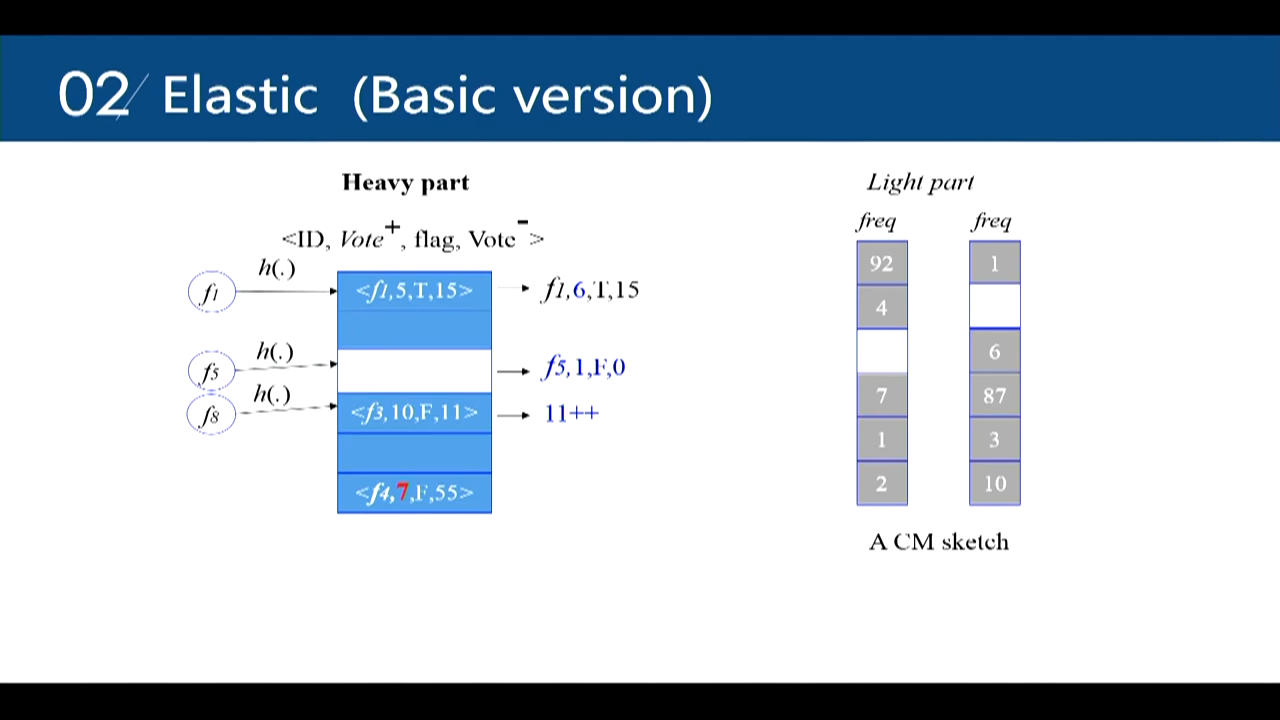 02/ Elastic (Basic version)
Heavy part
<ID, Vote+, flag, Vote->
f1
h(.)
<f1,5,T,15>
f1,6,T,15
f5
h(.)
f5,1,F,0
f8
h(.)
<f3,10,F,11>
11++
<f4,7,F,55>
Light part
freq freq
92 1
4
6
7 87
1 3
2 10
A CM sketch